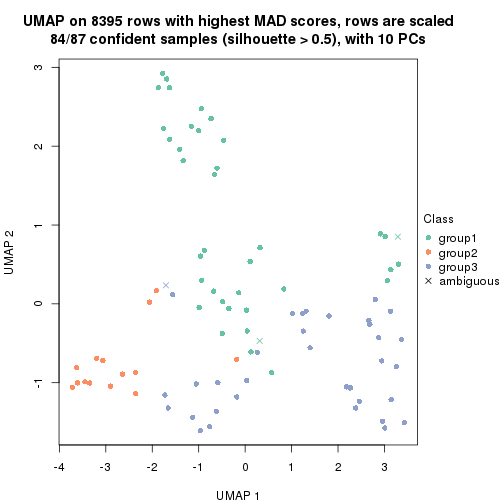 UMAP on 8395 rows with highest MAD scores, rows are scaled
84/87 confident samples (silhouette > 0.5), with 10 PCs
3
2
1
0
-1
UMAP 2
-4 -3 -2 -1 0 1 2 3
UMAP 1
Class
group1
group2
group3
ambiguous